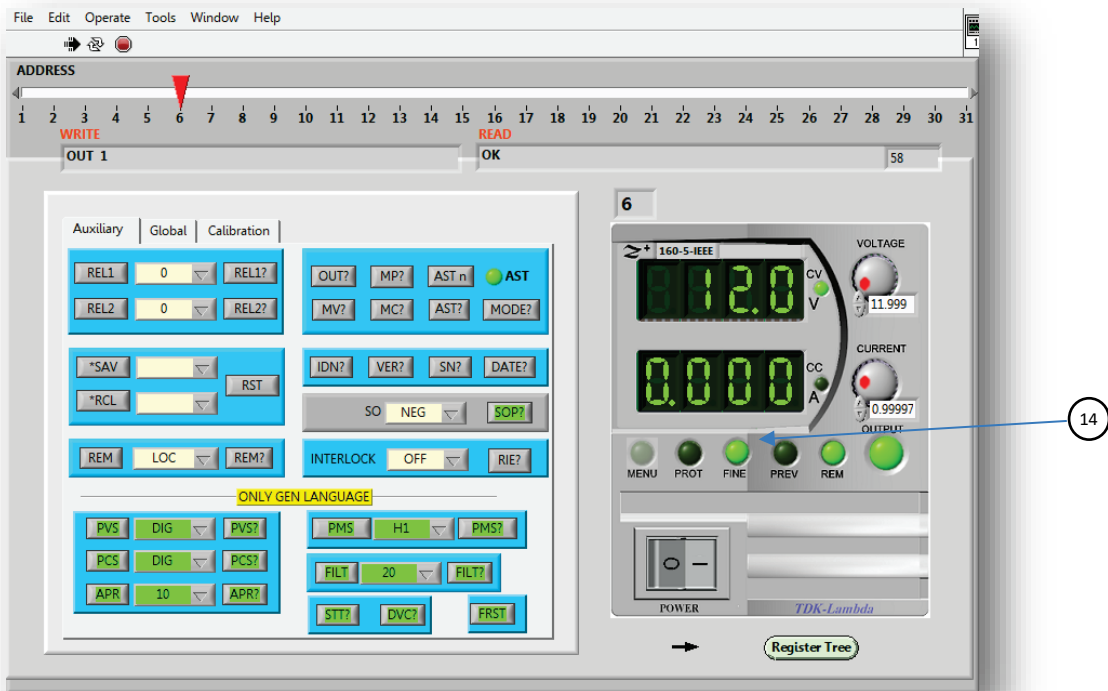 File Edit Operate Tools Window Help
1
ADDRESS
1 2 3 4 5 6 7 8 9 10 11 12 13 14 15 16 17 18 19 20 21 22 23 24 25 26 27 28 29 30 31
WRITE READ
OUT 1 OK 58
6
Auxiliary Global Calibration
REL1 0 REL1?
REL2 0 REL2?
OUT? MP? AST n AST
MV? MC? AST? MODE?
*SAV
*RCL
RST
IDN? VER? SN? DATE?
SO NEG SOP?
REM LOC REM?
INTERLOCK OFF RIE?
ONLY GEN LANGUAGE
PVS DIG PVS?
PCS DIG PCS?
APR 10 APR?
PMS H1 PMS?
FILT 20 FILT?
STT? DVC? FRST
Z+ 160-5-IEEE
12.0 CV V
VOLTAGE
11.999
0.000 CC A
CURRENT
0.99997
OUTPUT
MENU PROT FINE PREV REM
14
POWER TDK-Lambda
Register Tree